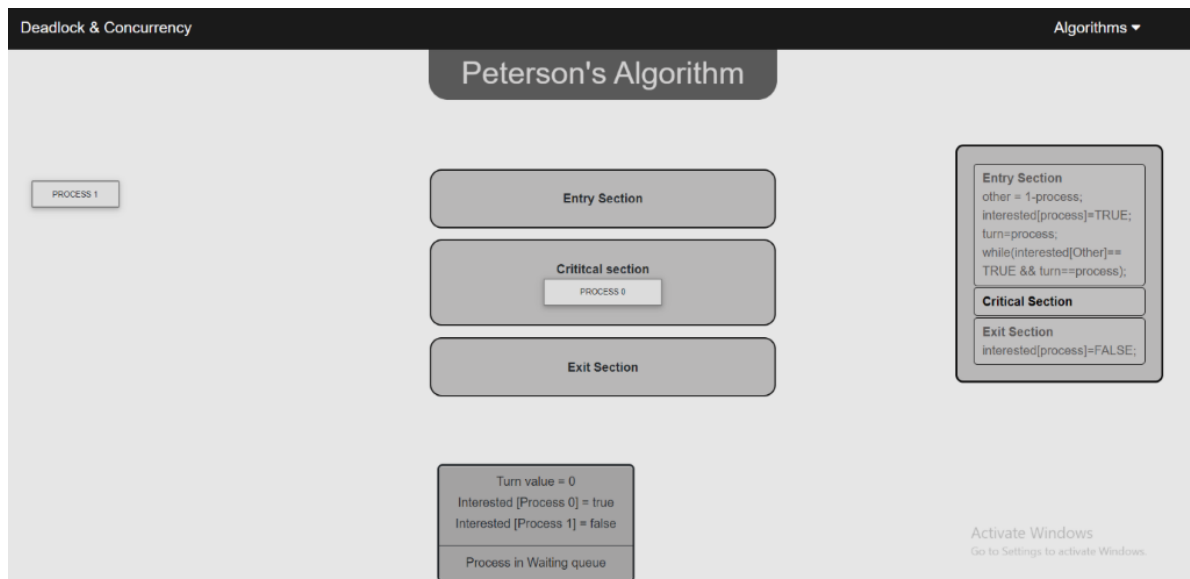 Deadlock & Concurrency
Algorithms
Peterson's Algorithm
PROCESS 1
Entry Section
Crititcal section
PROCESS 0
Exit Section
Entry Section
other = 1-process;
interested[process]=TRUE;
turn=process;
while(interested[Other]==
TRUE && turn==process);
Critical Section
Exit Section
interested[process]=FALSE;
Turn value = 0
Interested [Process 0] = true
Interested [Process 1] = false
Process in Waiting queue
Activate Windows
Go to Settings to activate Windows.